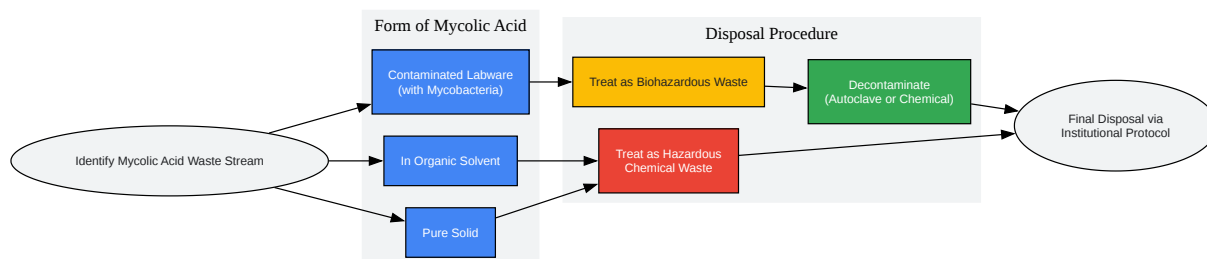 Form of Mycolic Acid
Disposal Procedure
Contaminated Labware
(with Mycobacteria)
Treat as Biohazardous Waste
Decontaminate
(Autoclave or Chemical)
Final Disposal via
Institutional Protocol
Identify Mycolic Acid Waste Stream
In Organic Solvent
Treat as Hazardous
Chemical Waste
Pure Solid